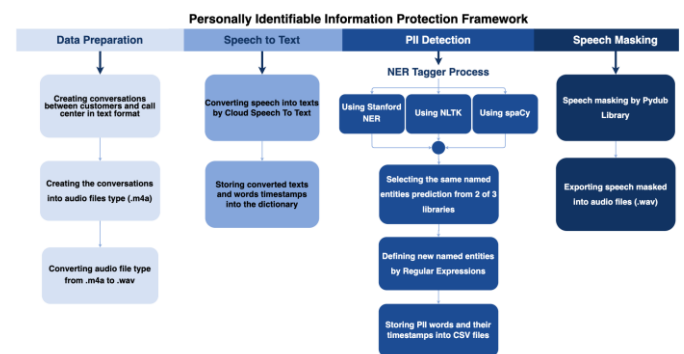 Personally Identifiable Information Protection Framework
Data Preparation
Speech to Text
PII Detection
Speech Masking
NER Tagger Process
Creating conversations
between customers and call
center in text format
Creating the conversations
into audio files type (.m4a)
Converting audio file type
from .m4a to .wav
Converting speech into texts
by Cloud Speech To Text
Storing converted texts
and words timestamps
into the dictionary
Using Stanford
NER
Using NLTK
Using spaCy
Selecting the same named
entities prediction from 2 of 3
libraries
Defining new named entities
by Regular Expressions
Storing PII words and their
timestamps into CSV files
Speech masking by Pydub
Library
Exporting speech masked
into audio files (.wav)